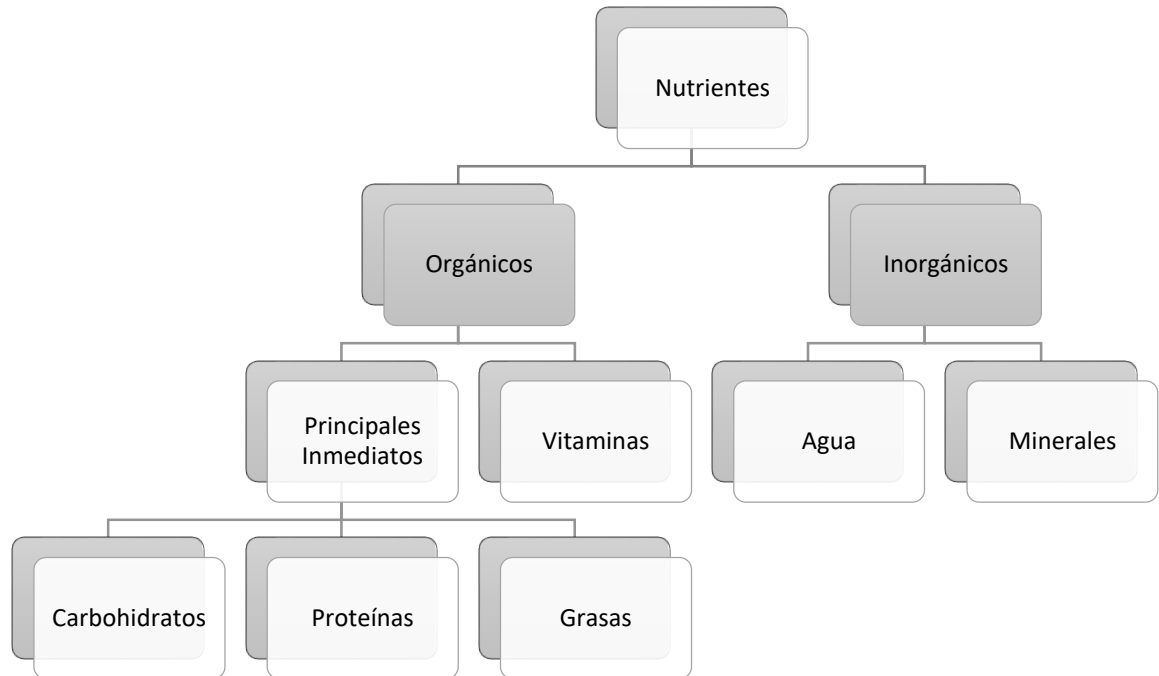 Nutrientes
Orgánicos
Inorgánicos
Principales
Inmediatos
Vitaminas
Agua
Minerales
Carbohidratos
Proteínas
Grasas